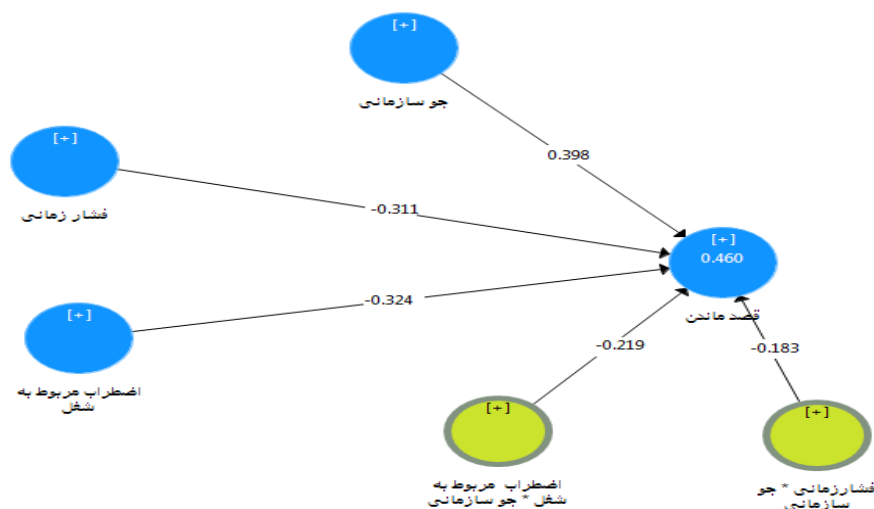 [+]
جو سازمانی
[+]
فشار زمانی
0.398
-0.311
[+]
0.460
قصد ماندن
[+]
اضطراب مربوط به
شغل
-0.324
-0.219
-0.183
[+]
اضطراب مربوط به
شغل * جو سازمانی
[+]
فشارزمانی * جو
سازمانی